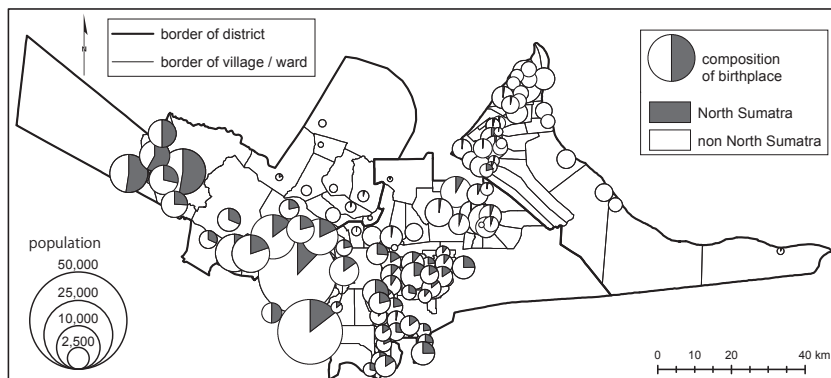 N
border of district
border of village / ward
composition
of birthplace
North Sumatra
non North Sumatra
population
50,000
25,000
10,000
2,500
0 10 20 30 40 km